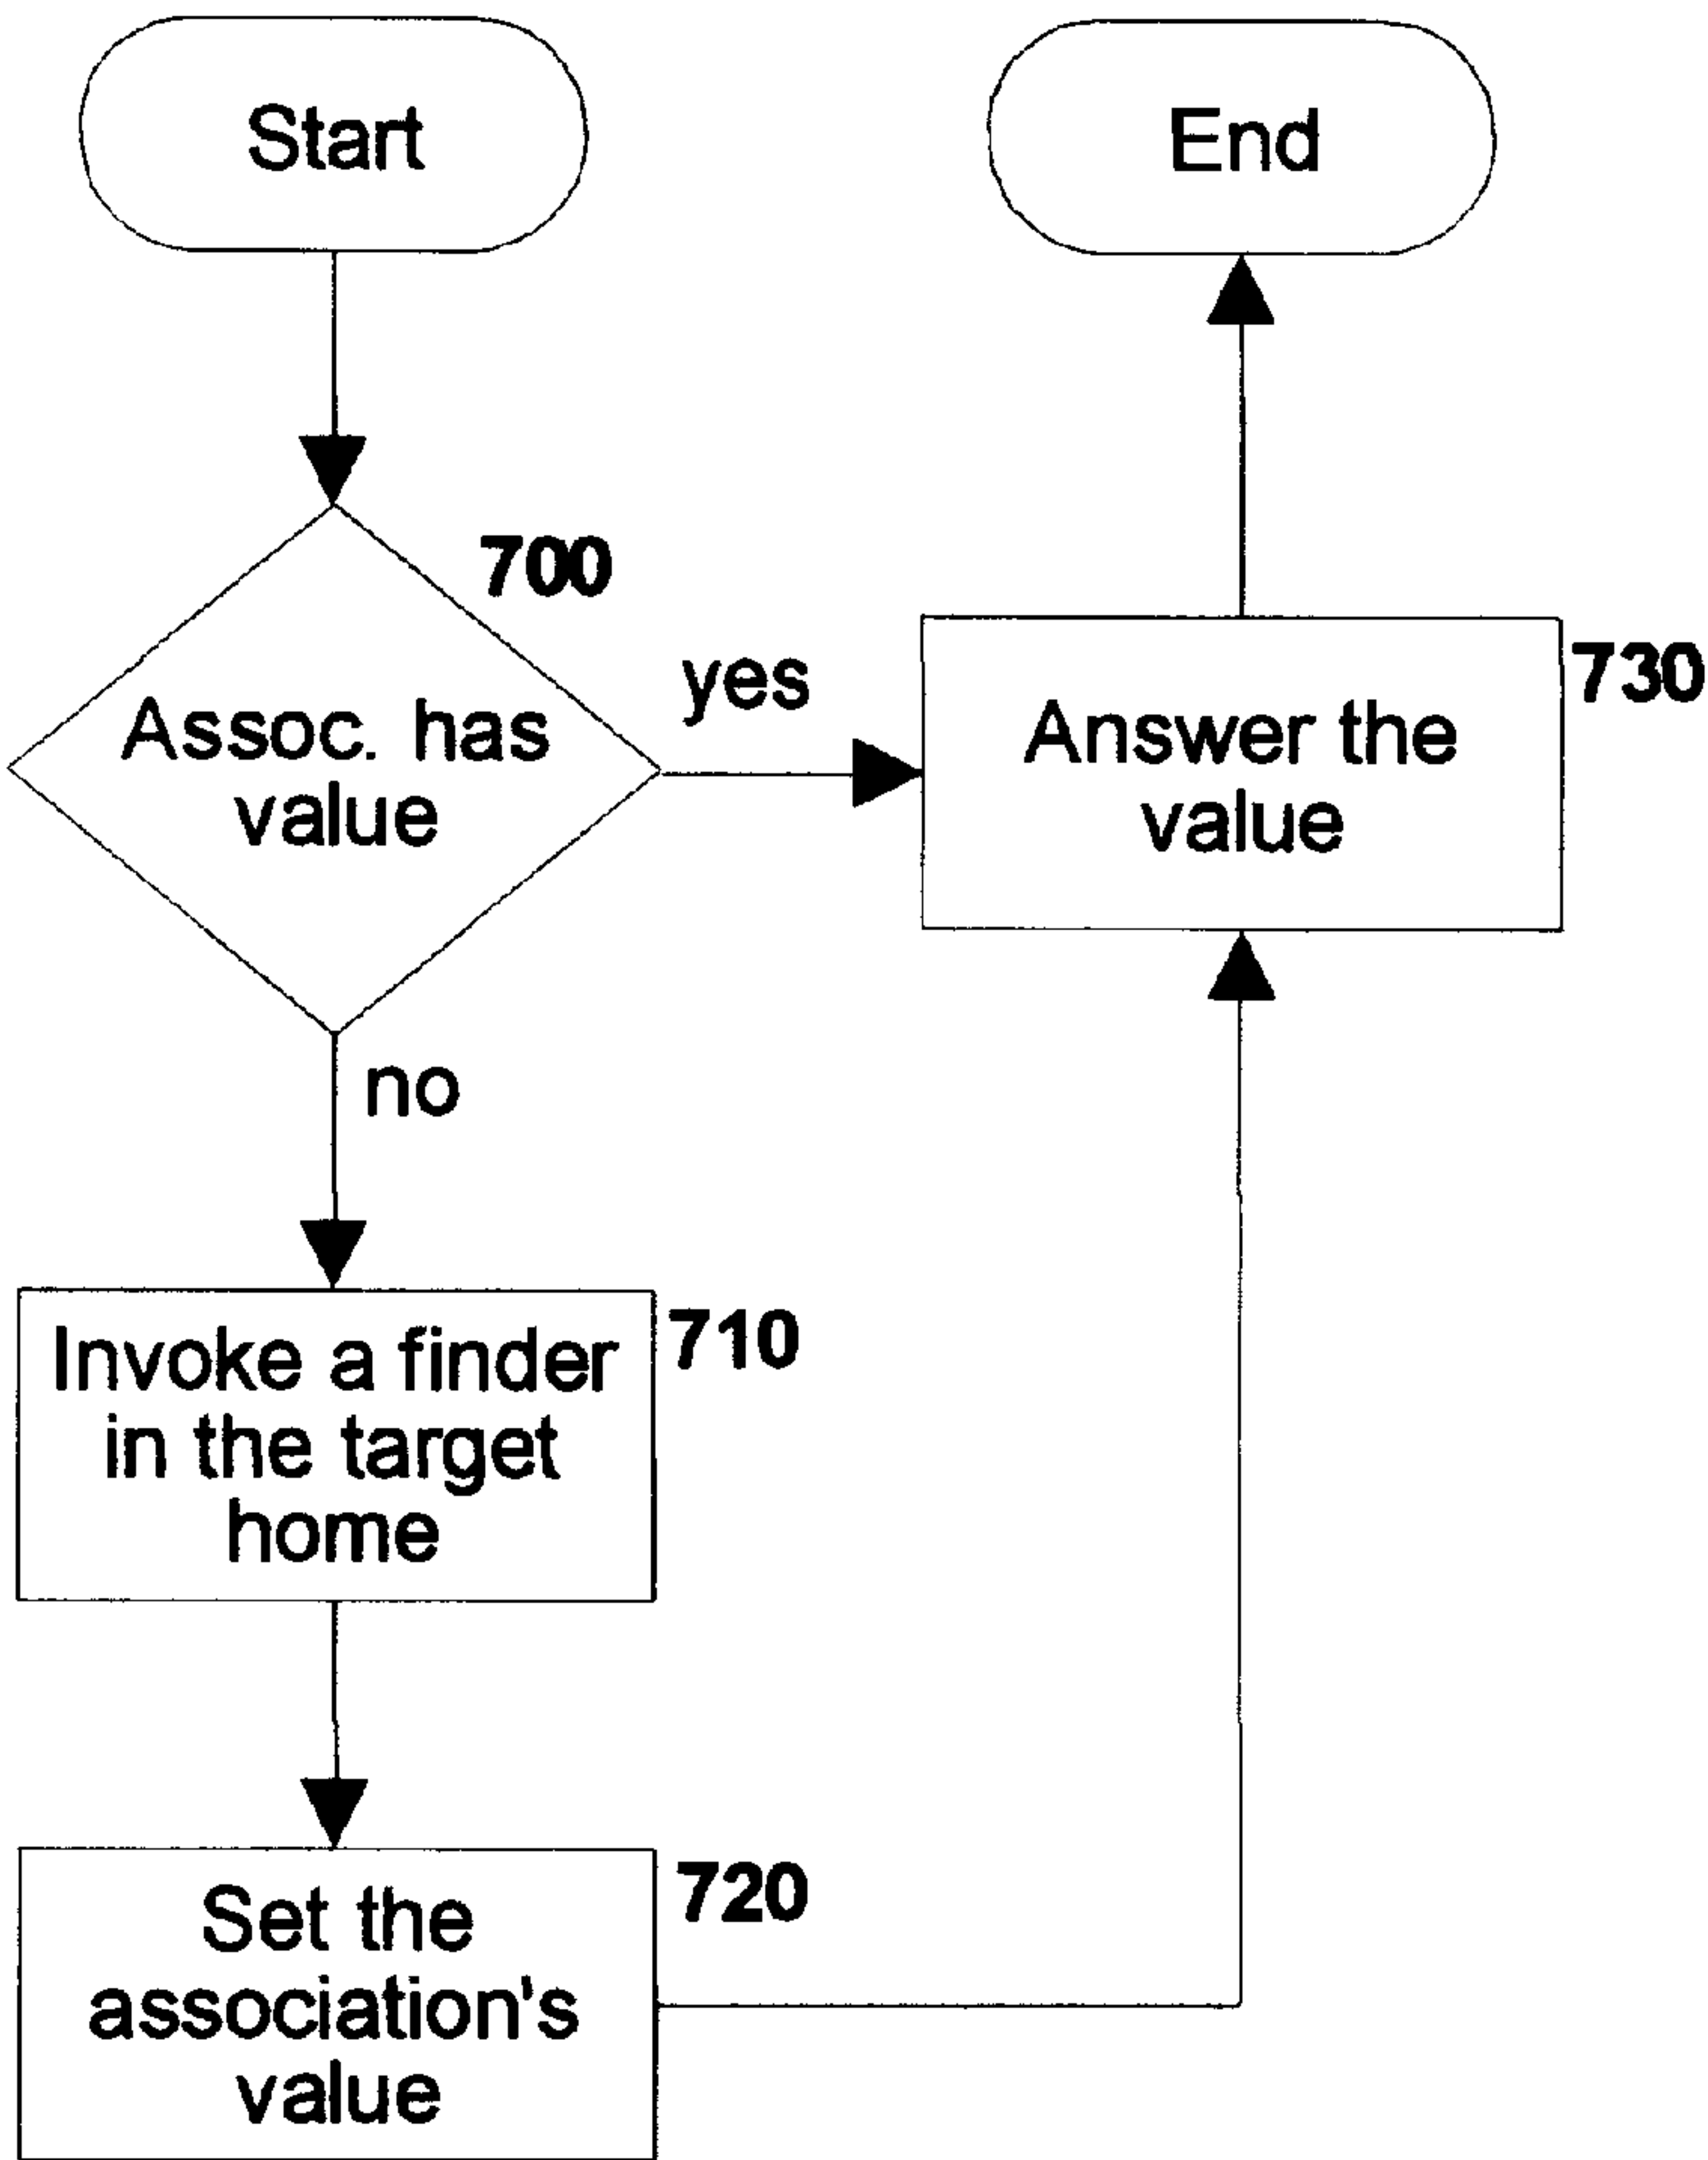 Start
End
700
Assoc. has
value
yes
730
Answer the
value
no
Invoke a finder
in the target
home
710
Set the
association's
value
720